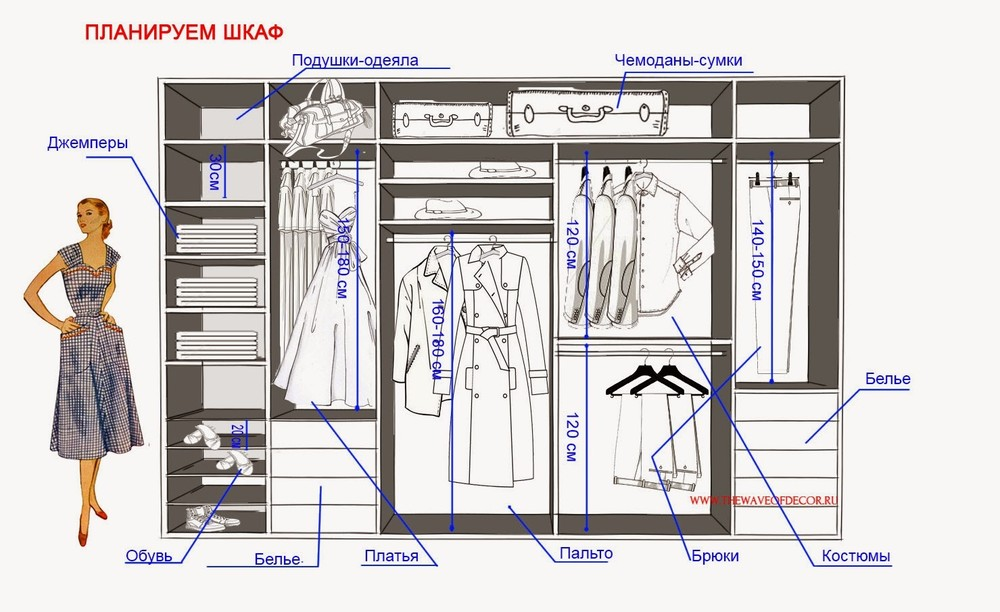 ПЛАНИРУЕМ ШКАФ
Подушки-одеяла
Чемоданы-сумки
Джемперы
30см
150-180 см
160-180 см
120 см
140-150 см
Белье
20см
120 см
WWW.THEWAVEOFDECOR.RU
Обувь
Белье
Платья
Пальто
Брюки
Костюмы